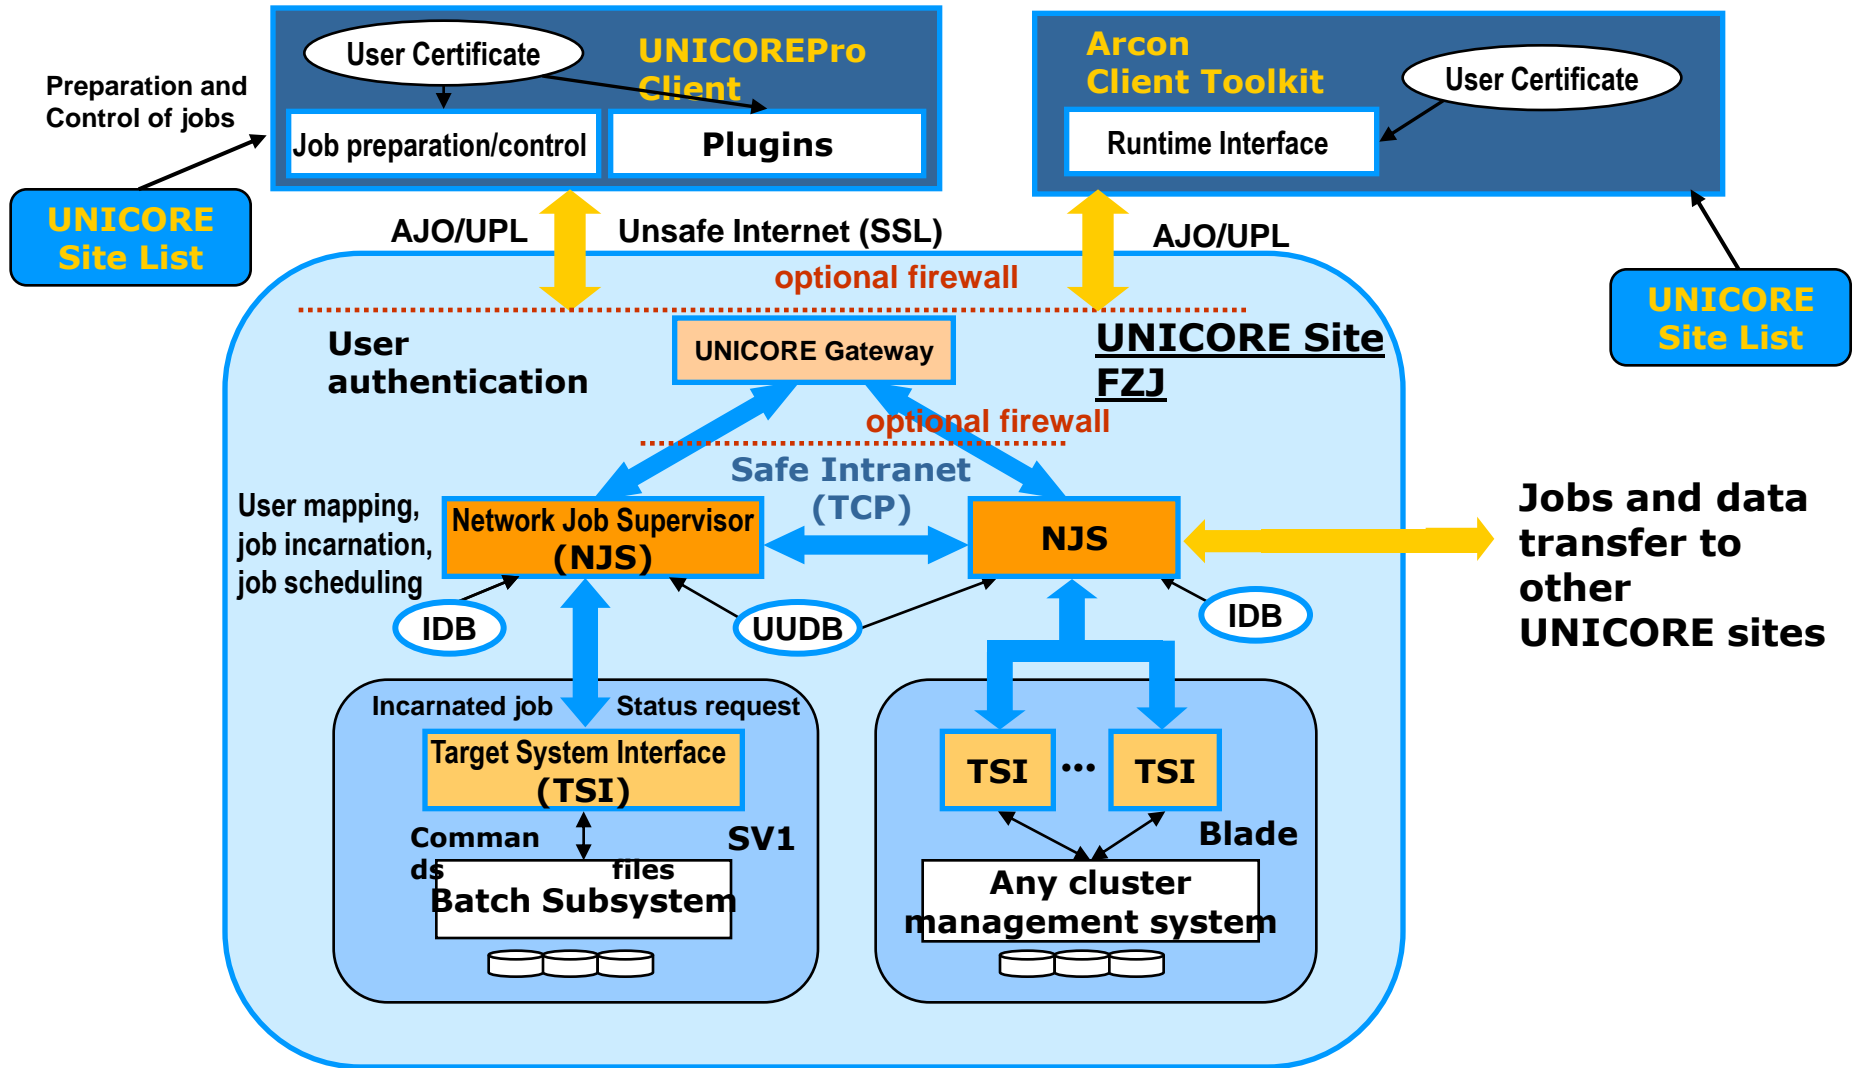 User Certificate
UNICOREPro
Client
Preparation and
Control of jobs
Job preparation/control
Plugins
Arcon
Client Toolkit
User Certificate
Runtime Interface
UNICORE
Site List
AJO/UPL
Unsafe Internet (SSL)
AJO/UPL
optional firewall
UNICORE
Site List
User
authentication
UNICORE Gateway
UNICORE Site
FZJ
optional firewall
Safe Intranet
(TCP)
User mapping,
job incarnation,
job scheduling
Network Job Supervisor
(NJS)
NJS
Jobs and data
transfer to
other
UNICORE sites
IDB
UUDB
IDB
Incarnated job
Status request
Target System Interface
(TSI)
TSI
...
TSI
Comman
ds
files
SV1
Batch Subsystem
Blade
Any cluster
management system